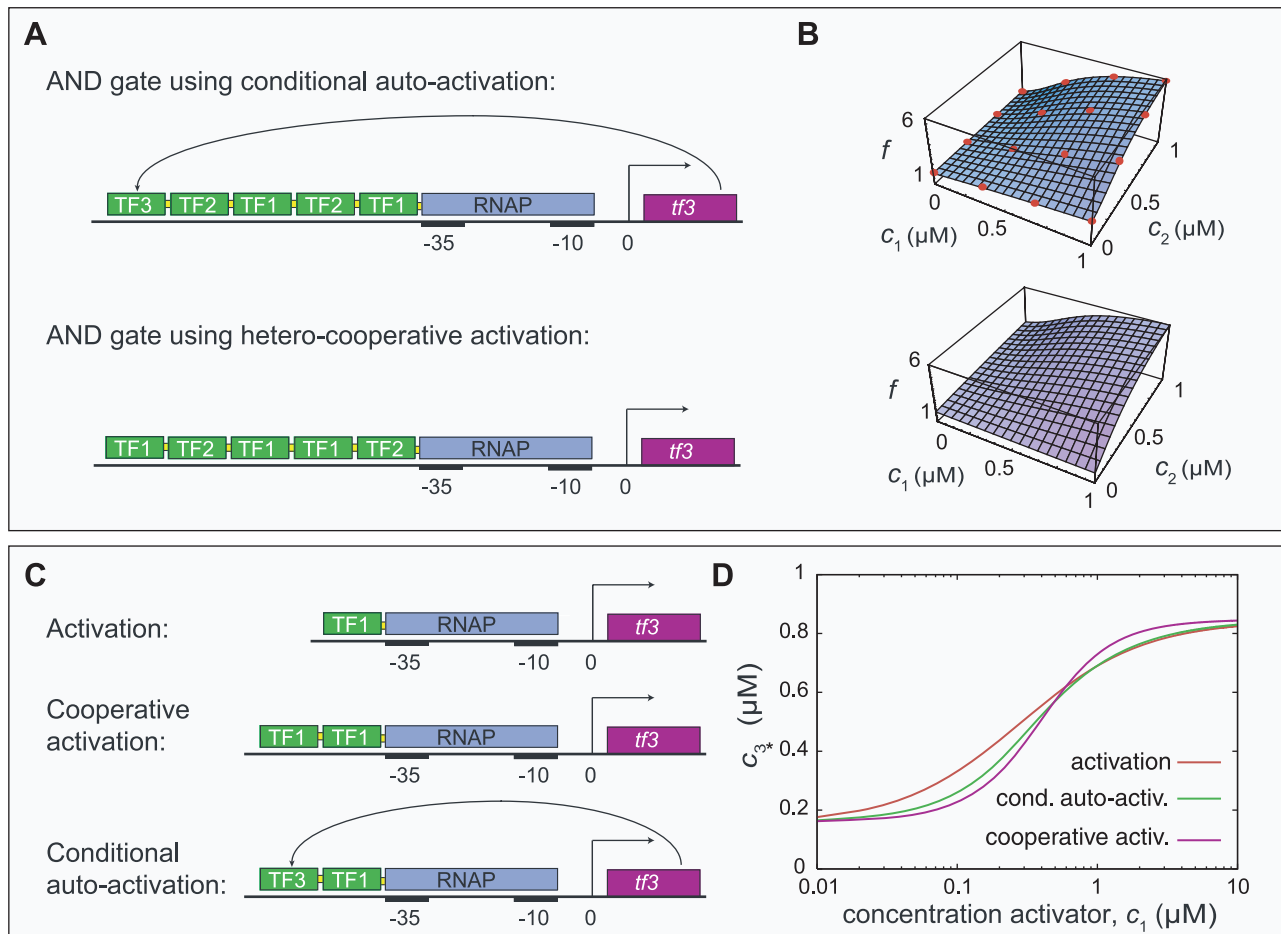 A
AND gate using conditional auto-activation:
TF3 TF2 TF1 TF2 TF1 RNAP tf3
-35 -10 0
AND gate using hetero-cooperative activation:
TF1 TF2 TF1 TF1 TF2 RNAP tf3
-35 -10 0
B
6
f
1
0
0.5
1
c1 (µM)
0
0.5
1
c2 (µM)
6
f
1
0
0.5
1
c1 (µM)
0
0.5
1
c2 (µM)
C
Activation:
TF1 RNAP tf3
-35 -10 0
Cooperative
activation:
TF1 TF1 RNAP tf3
-35 -10 0
Conditional
auto-activation:
TF3 TF1 RNAP tf3
-35 -10 0
D
1
0.8
0.6
0.4
0.2
0
c3* (µM)
activation
cond. auto-activ.
cooperative activ.
0.01 0.1 1 10
concentration activator, c1 (µM)